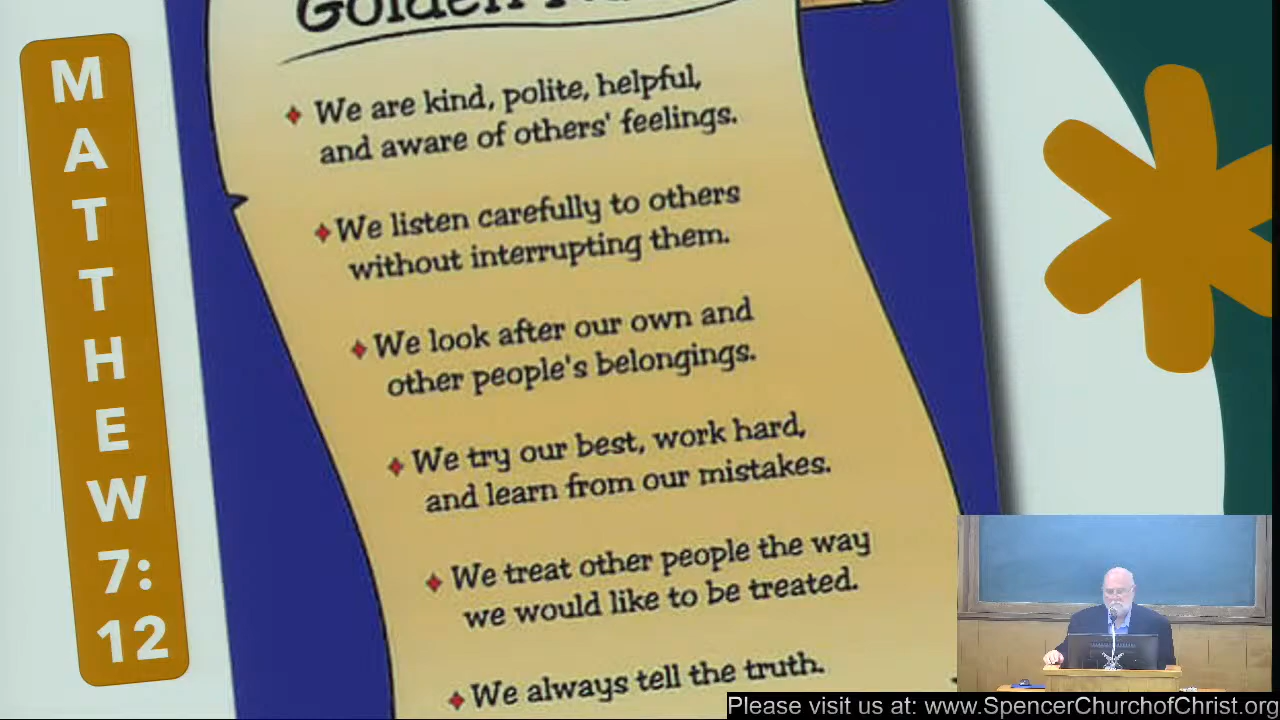 Golden
We are kind, polite, helpful,
and aware of others' feelings.
We listen carefully to others
without interrupting them.
We look after our own and
other people's belongings.
We try our best, work hard,
and learn from our mistakes.
We treat other people the way
we would like to be treated.
We always tell the truth.
MATTHEW 7:12
Please visit us at: www.SpencerChurchofChrist.org